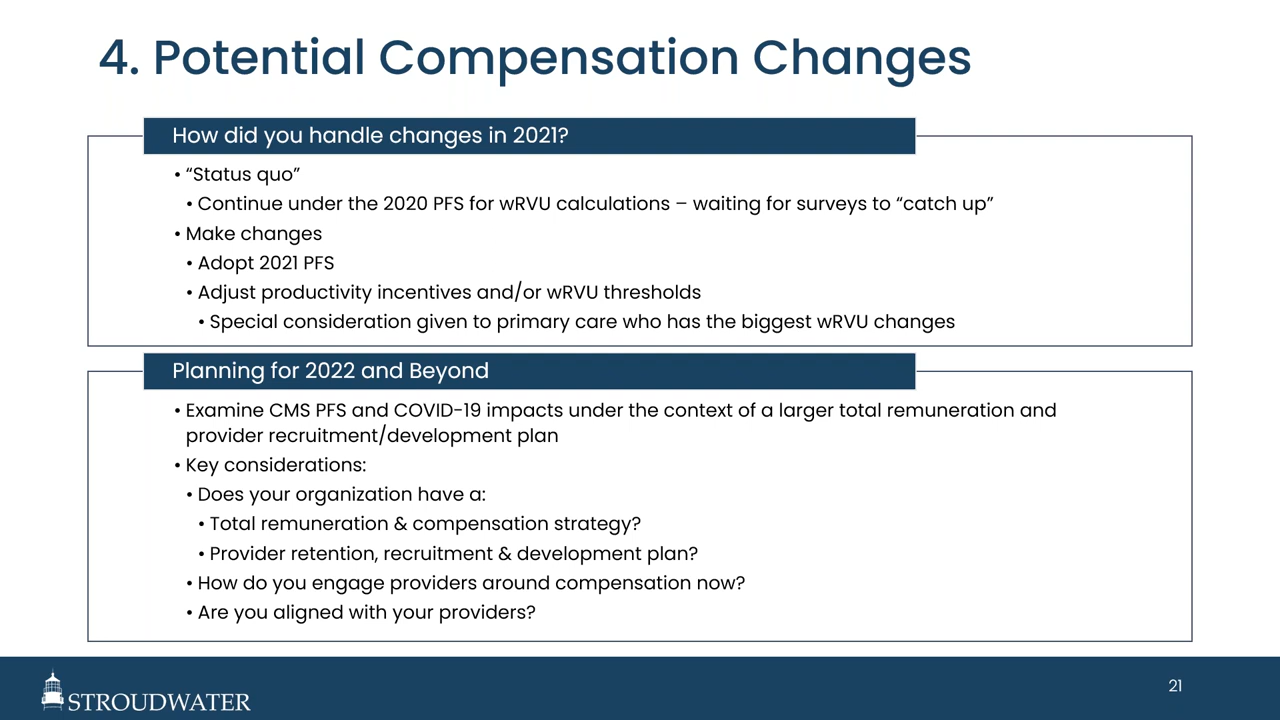 4. Potential Compensation Changes
How did you handle changes in 2021?
• “Status quo”
• Continue under the 2020 PFS for wRVU calculations – waiting for surveys to “catch up”
• Make changes
• Adopt 2021 PFS
• Adjust productivity incentives and/or wRVU thresholds
• Special consideration given to primary care who has the biggest wRVU changes
Planning for 2022 and Beyond
• Examine CMS PFS and COVID-19 impacts under the context of a larger total remuneration and
provider recruitment/development plan
• Key considerations:
• Does your organization have a:
• Total remuneration & compensation strategy?
• Provider retention, recruitment & development plan?
• How do you engage providers around compensation now?
• Are you aligned with your providers?
STROUDWATER
21